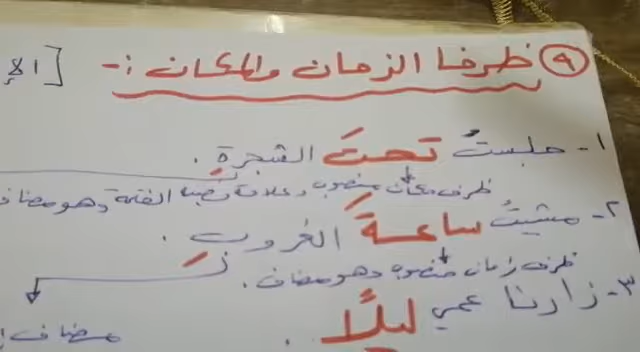 ٩ ظرفا الزمان والمكان :- [ الإ
١- جلستُ تحتَ الشجرةِ .
ظرف مكان منصوب وعلامة نصبه الفتحة وهو مضاف
٢- مشيتُ ساعةَ الغروبِ .
ظرف زمان منصوب وهو مضاف .
٣- زارنا عمي ليلًا .
مضاف إ